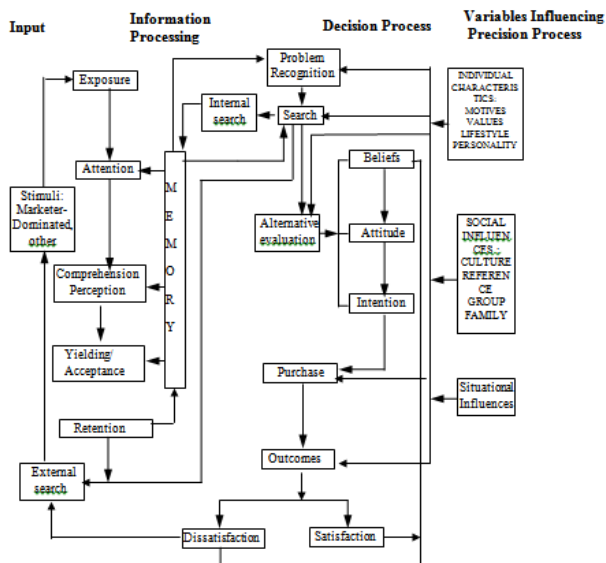 Input
Information
Processing
Decision Process
Variables Influencing
Precision Process
Exposure
Attention
Stimuli:
Marketer-
Dominated,
other
Comprehension
Perception
Yielding/
Acceptance
Retention
External
search
Internal
search
M
E
M
O
R
Y
Problem
Recognition
Search
Alternative
evaluation
Beliefs
Attitude
Intention
Purchase
Outcomes
Dissatisfaction
Satisfaction
INDIVIDUAL
CHARACTERIS
TICS:
MOTIVES
VALUES
LIFESTYLE
PERSONALITY
SOCIAL
INFLUEN
CES.:
CULTURE
REFEREN
CE
GROUP
FAMILY
Situational
Influences